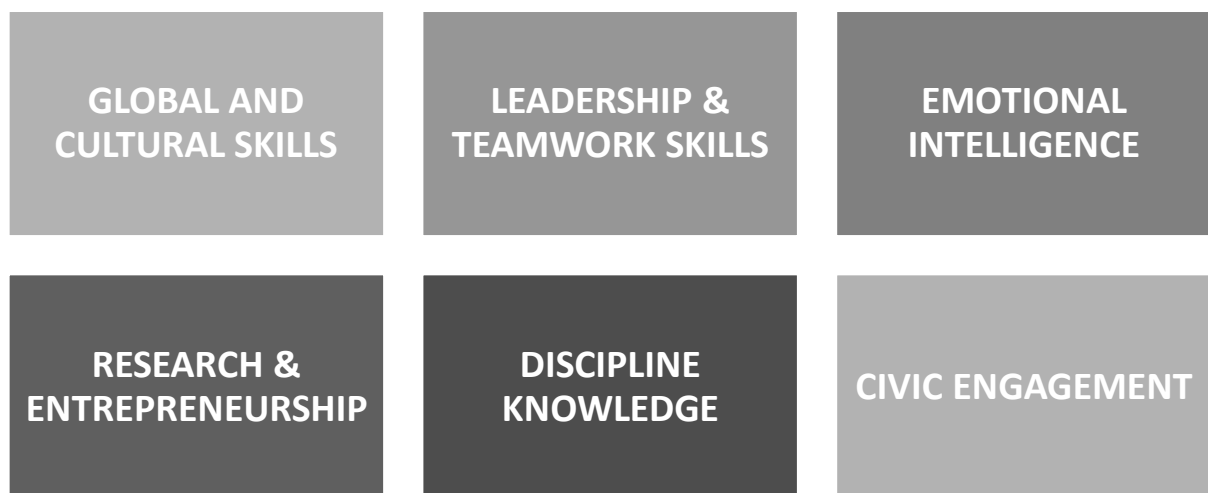 GLOBAL AND
CULTURAL SKILLS
LEADERSHIP &
TEAMWORK SKILLS
EMOTIONAL
INTELLIGENCE
RESEARCH &
ENTREPRENEURSHIP
DISCIPLINE
KNOWLEDGE
CIVIC ENGAGEMENT